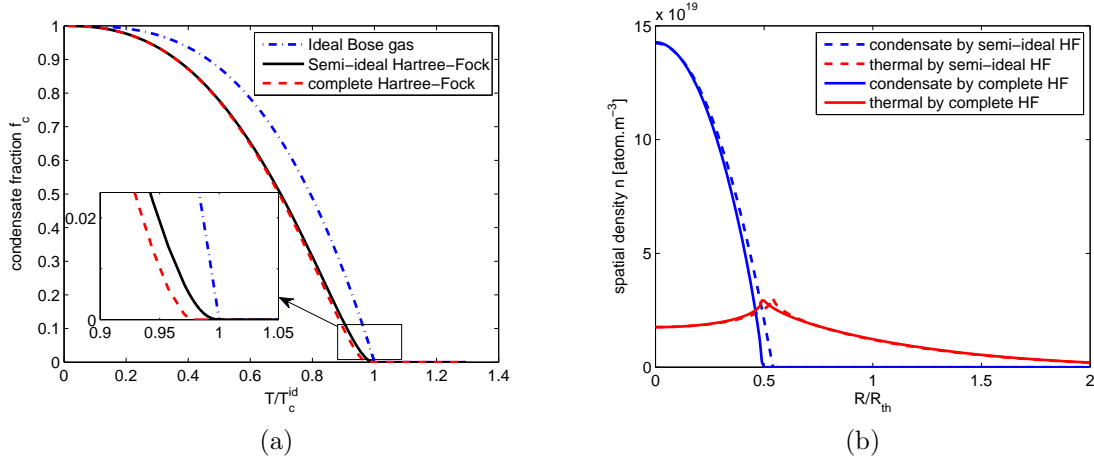 1
0.9
0.8
0.7
0.6
0.5
0.4
0.3
0.2
0.1
0
condensate fraction f_c
Ideal Bose gas
Semi−ideal Hartree−Fock
complete Hartree−Fock
0.02
0
0.9 0.95 1 1.05
0 0.2 0.4 0.6 0.8 1 1.2 1.4
T/T_c^id
(a)
x 10^19
15
10
5
0
spatial density n [atom.m^−3]
condensate by semi−ideal HF
thermal by semi−ideal HF
condensate by complete HF
thermal by complete HF
0 0.5 1 1.5 2
R/R_th
(b)